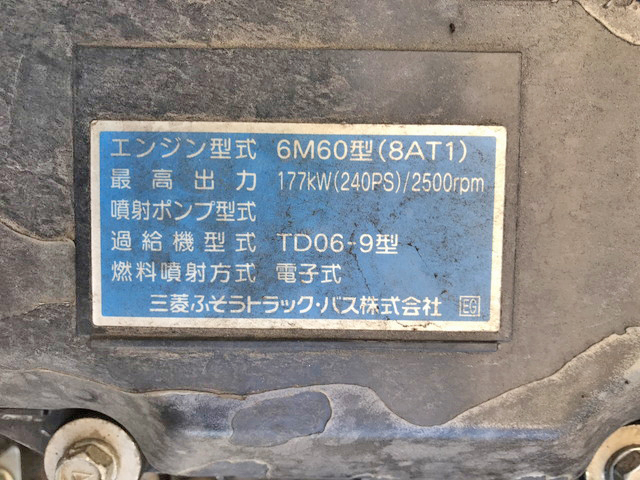 エンジン型式 6M60型(8AT1)
最高出力 177kW(240PS)/2500rpm
噴射ポンプ型式
過給機型式 TD06-9型
燃料噴射方式 電子式
三菱ふそうトラック・バス株式会社 EG